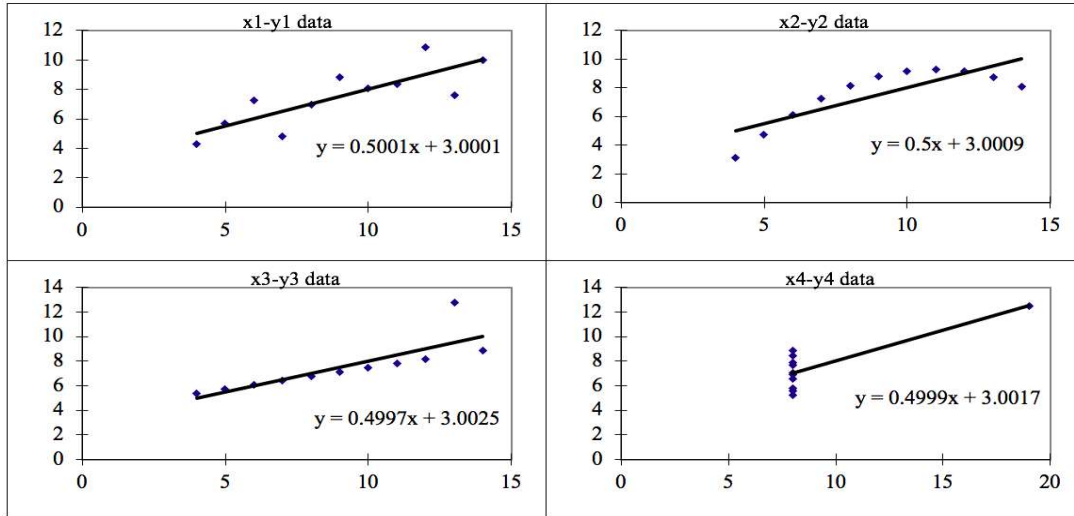 x1-y1 data
12
10
8
6
4
2
0
0 5 10 15
y = 0.5001x + 3.0001
x2-y2 data
12
10
8
6
4
2
0
0 5 10 15
y = 0.5x + 3.0009
x3-y3 data
14
12
10
8
6
4
2
0
0 5 10 15
y = 0.4997x + 3.0025
x4-y4 data
14
12
10
8
6
4
2
0
0 5 10 15 20
y = 0.4999x + 3.0017